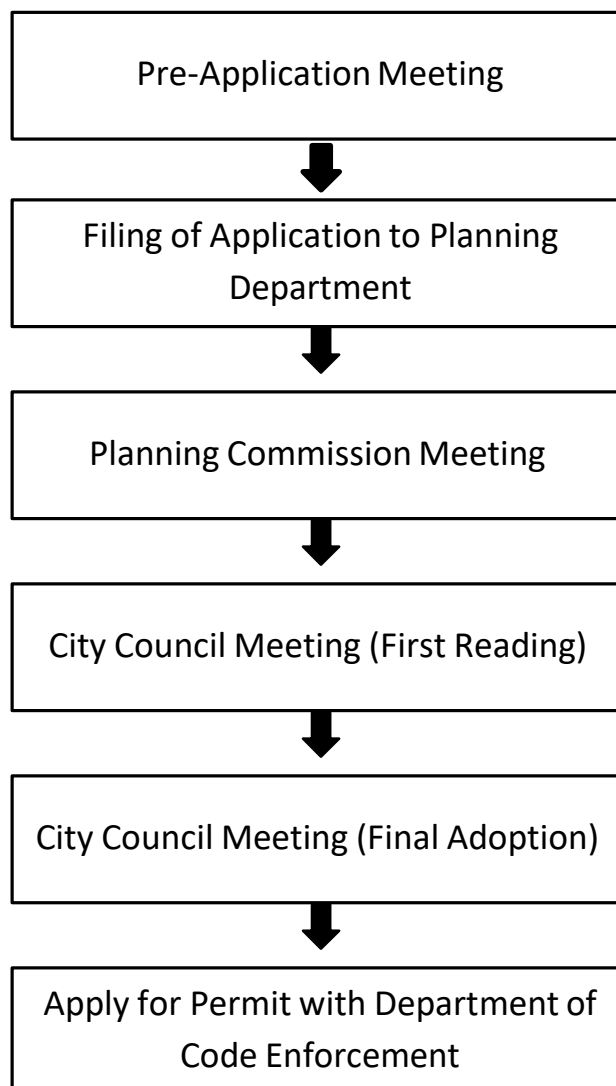 Pre-Application Meeting
Filing of Application to Planning
Department
Planning Commission Meeting
City Council Meeting (First Reading)
City Council Meeting (Final Adoption)
Apply for Permit with Department of
Code Enforcement